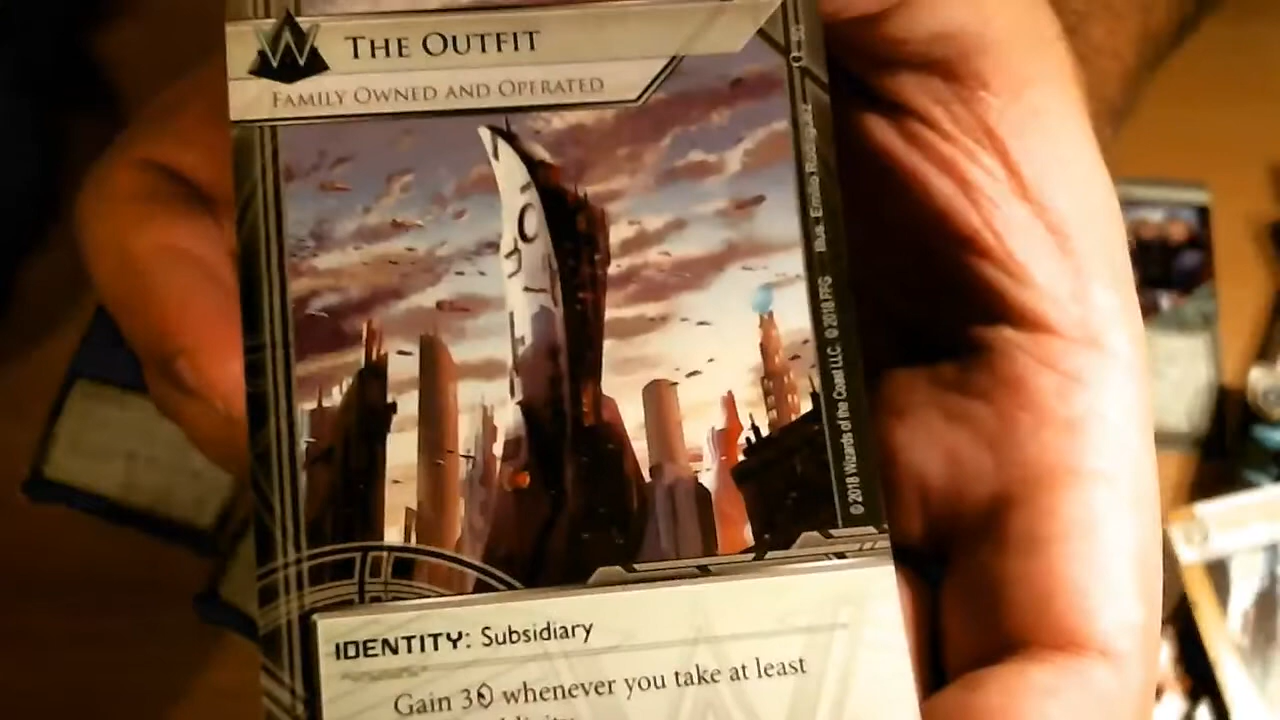 W
THE OUTFIT
FAMILY OWNED AND OPERATED
© 2018 Wizards of the Coast LLC. © 2018 FFG
IDENTITY: Subsidiary
Gain 3 whenever you take at least